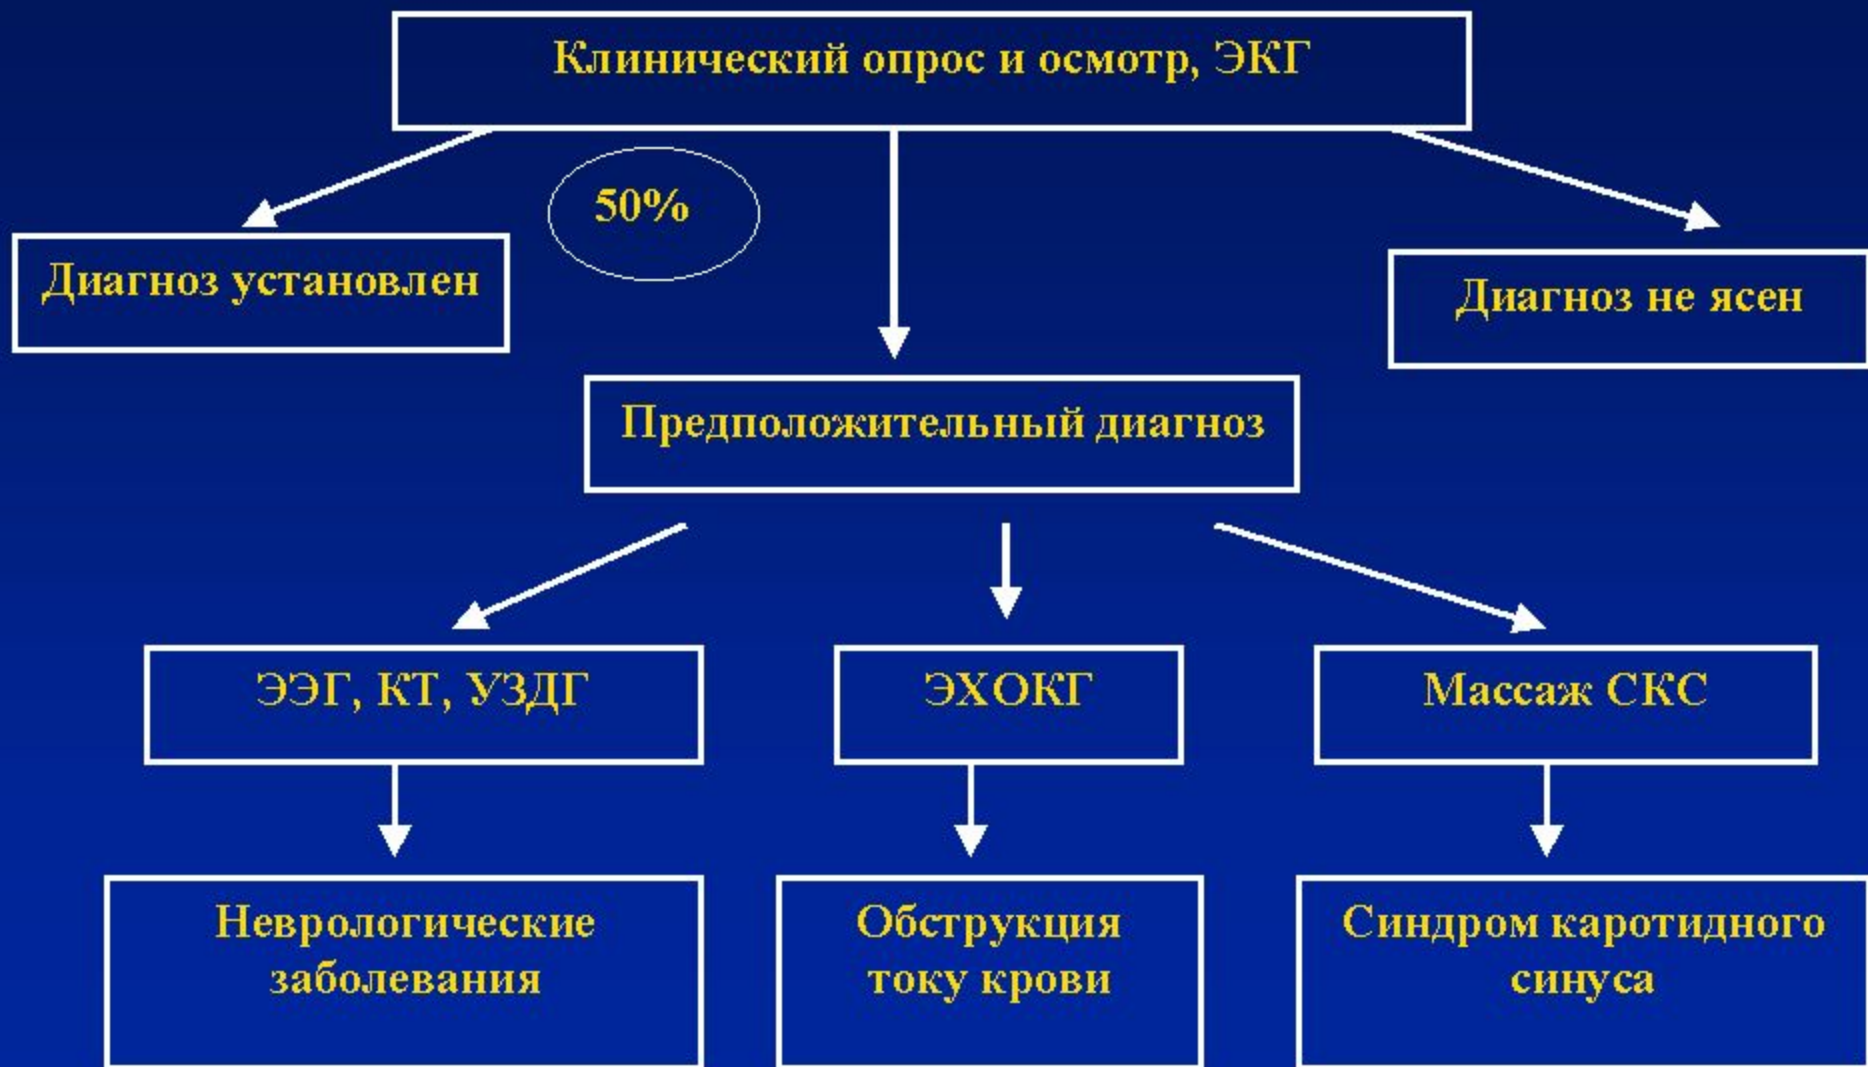 Клинический опрос и осмотр, ЭКГ
50%
Диагноз установлен
Диагноз не ясен
Предположительный диагноз
ЭЭГ, КТ, УЗДГ
ЭХОКГ
Массаж СКС
Неврологические
заболевания
Обструкция
току крови
Синдром каротидного
синуса